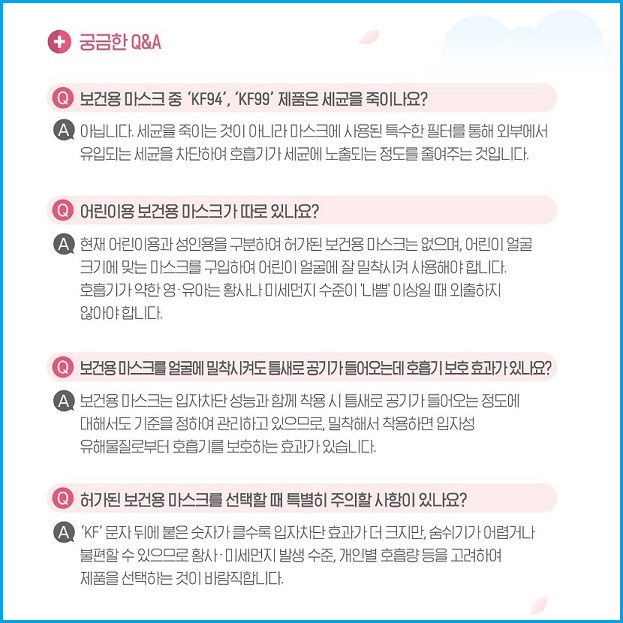 궁금한 Q&A
Q 보건용 마스크 중 ‘KF94’, ‘KF99’ 제품은 세균을 죽이나요?
A 아닙니다. 세균을 죽이는 것이 아니라 마스크에 사용된 특수한 필터를 통해 외부에서
유입되는 세균을 차단하여 호흡기가 세균에 노출되는 정도를 줄여주는 것입니다.
Q 어린이용 보건용 마스크가 따로 있나요?
A 현재 어린이용과 성인용을 구분하여 허가된 보건용 마스크는 없으며, 어린이 얼굴
크기에 맞는 마스크를 구입하여 어린이 얼굴에 잘 밀착시켜 사용해야 합니다.
호흡기가 약한 영·유아는 황사나 미세먼지 수준이 '나쁨' 이상일 때 외출하지
않아야 합니다.
Q 보건용 마스크를 얼굴에 밀착시켜도 틈새로 공기가 들어오는데 호흡기 보호 효과가 있나요?
A 보건용 마스크는 입자차단 성능과 함께 착용 시 틈새로 공기가 들어오는 정도에
대해서도 기준을 정하여 관리하고 있으므로, 밀착해서 착용하면 입자성
유해물질로부터 호흡기를 보호하는 효과가 있습니다.
Q 허가된 보건용 마스크를 선택할 때 특별히 주의할 사항이 있나요?
A ‘KF’ 문자 뒤에 붙은 숫자가 클수록 입자차단 효과가 더 크지만, 숨쉬기가 어렵거나
불편할 수 있으므로 황사·미세먼지 발생 수준, 개인별 호흡량 등을 고려하여
제품을 선택하는 것이 바람직합니다.